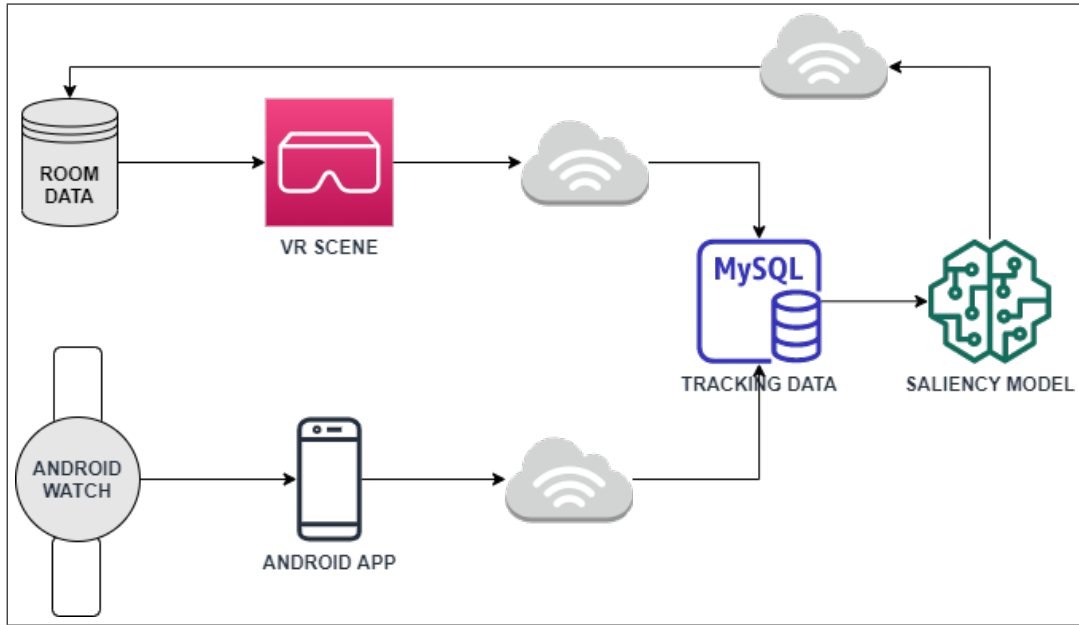 ROOM
DATA
VR SCENE
MySQL
TRACKING DATA
SALIENCY MODEL
ANDROID
WATCH
ANDROID APP